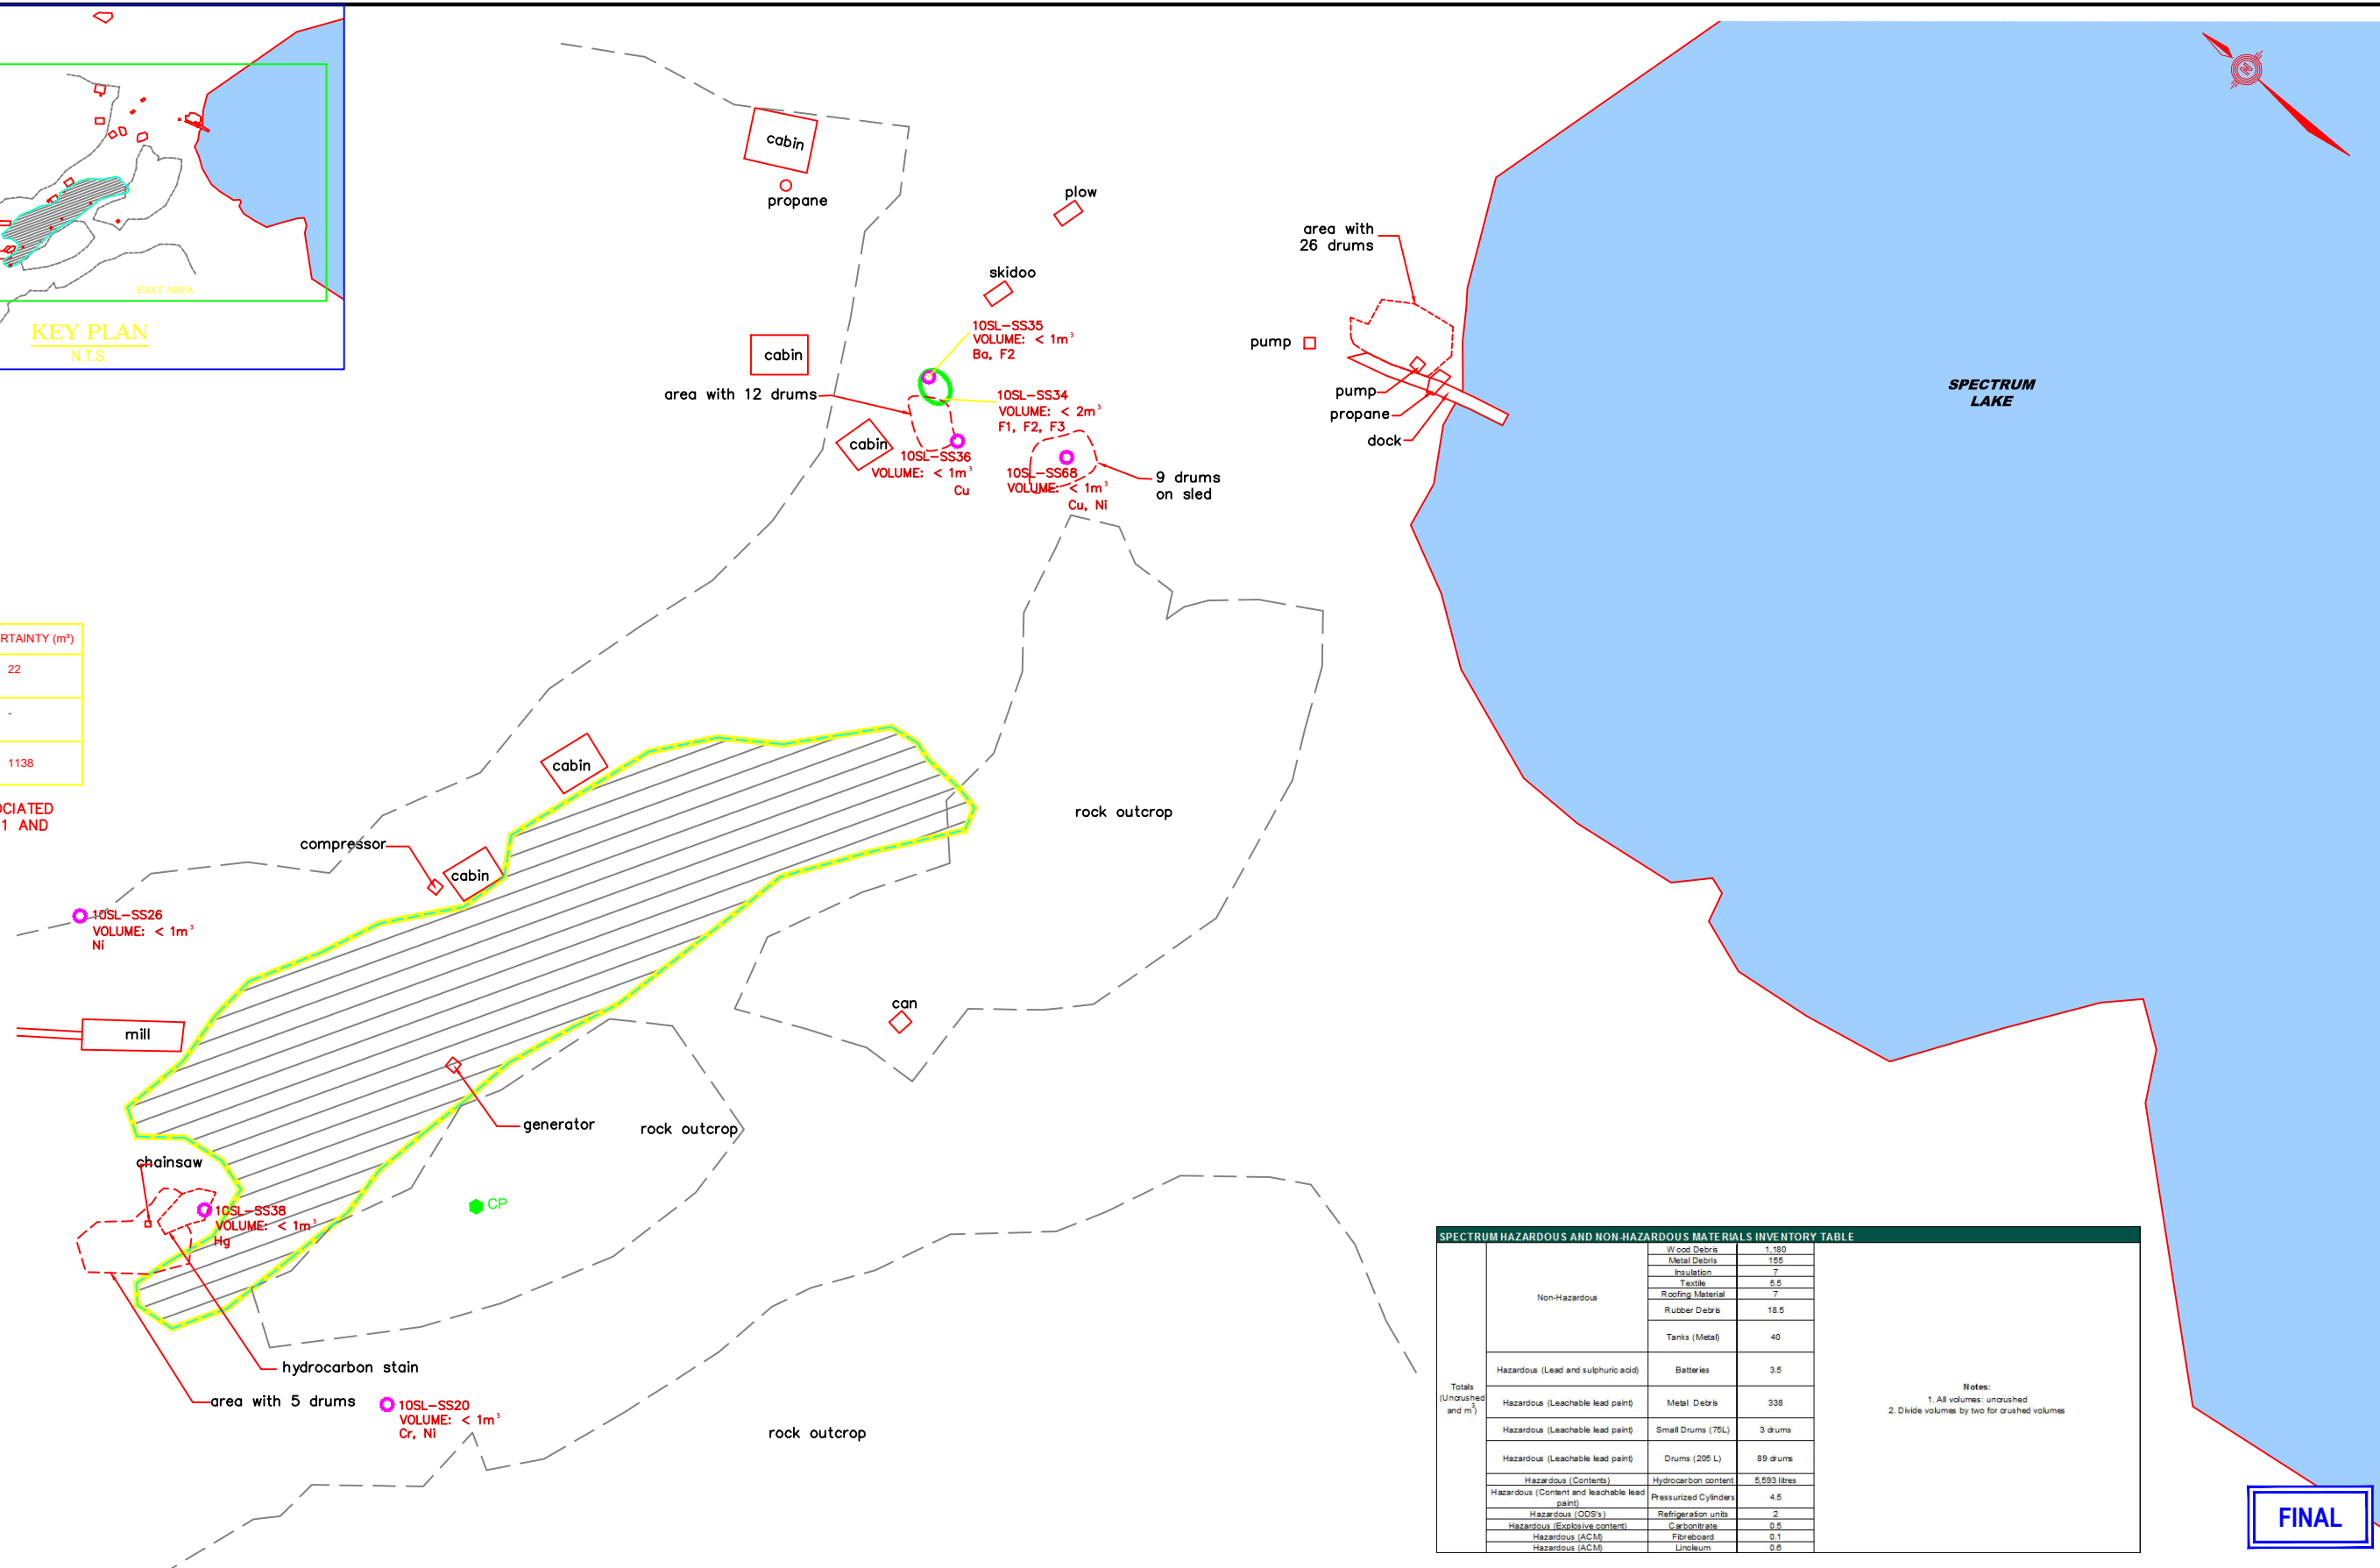 EAST AREA
KEY PLAN
N.T.S.
cabin
propane
plow
skidoo
area with
26 drums
10SL-SS35
VOLUME: < 1m³
Ba, F2
pump
cabin
area with 12 drums
10SL-SS34
VOLUME: < 2m³
F1, F2, F3
pump
propane
dock
SPECTRUM
LAKE
cabin
10SL-SS36
VOLUME: < 1m³
Cu
10SL-SS68
VOLUME: < 1m³
Cu, Ni
9 drums
on sled
RTAINTY (m³)
22
-
1138
OCIATED
1 AND
cabin
rock outcrop
compressor
cabin
10SL-SS26
VOLUME: < 1m³
Ni
can
mill
generator
rock outcrop
chainsaw
CP
10SL-SS38
VOLUME: < 1m³
Hg
hydrocarbon stain
area with 5 drums
10SL-SS20
VOLUME: < 1m³
Cr, Ni
rock outcrop
SPECTRUM HAZARDOUS AND NON-HAZARDOUS MATERIALS INVENTORY TABLE
Totals
(Uncrushed
and m³)
Non-Hazardous
Wood Debris 1,180
Metal Debris 155
Insulation 7
Textile 5.5
Roofing Material 7
Rubber Debris 18.5
Tanks (Metal) 40
Hazardous (Lead and sulphuric acid) Batteries 3.5
Hazardous (Leachable lead paint) Metal Debris 338
Hazardous (Leachable lead paint) Small Drums (75L) 3 drums
Hazardous (Leachable lead paint) Drums (205 L) 89 drums
Hazardous (Contents) Hydrocarbon content 5,593 litres
Hazardous (Content and leachable lead
paint) Pressurized Cylinders 4.5
Hazardous (ODS's) Refrigeration units 2
Hazardous (Explosive content) Carbonitrate 0.5
Hazardous (ACM) Fibreboard 0.1
Hazardous (ACM) Linoleum 0.6
Notes:
1. All volumes: uncrushed
2. Divide volumes by two for crushed volumes
FINAL